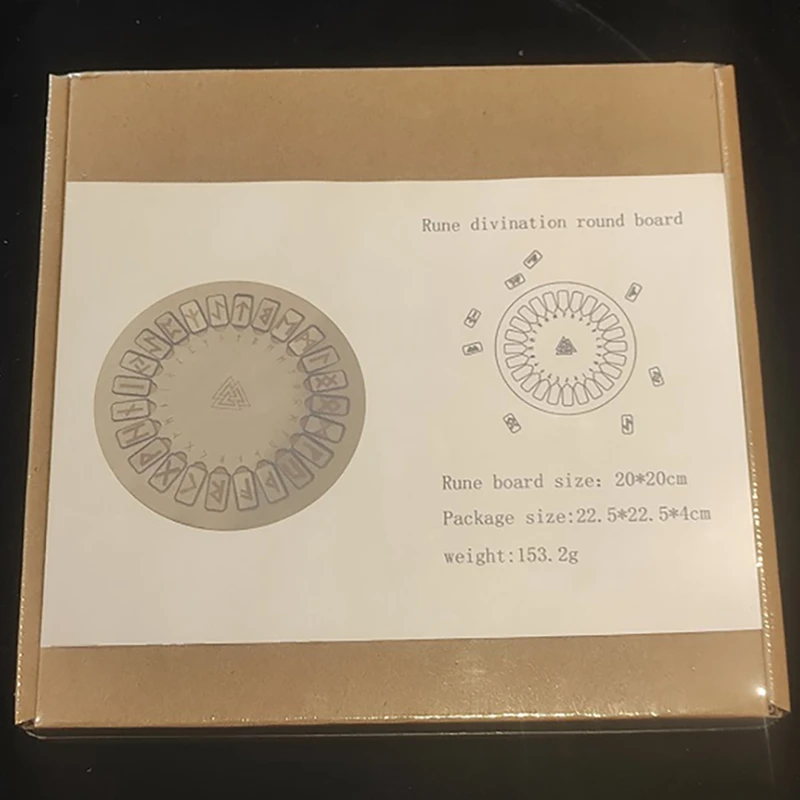 Rune divination round board
Rune board size: 20*20cm
Package size:22.5*22.5*4cm
weight:153.2g